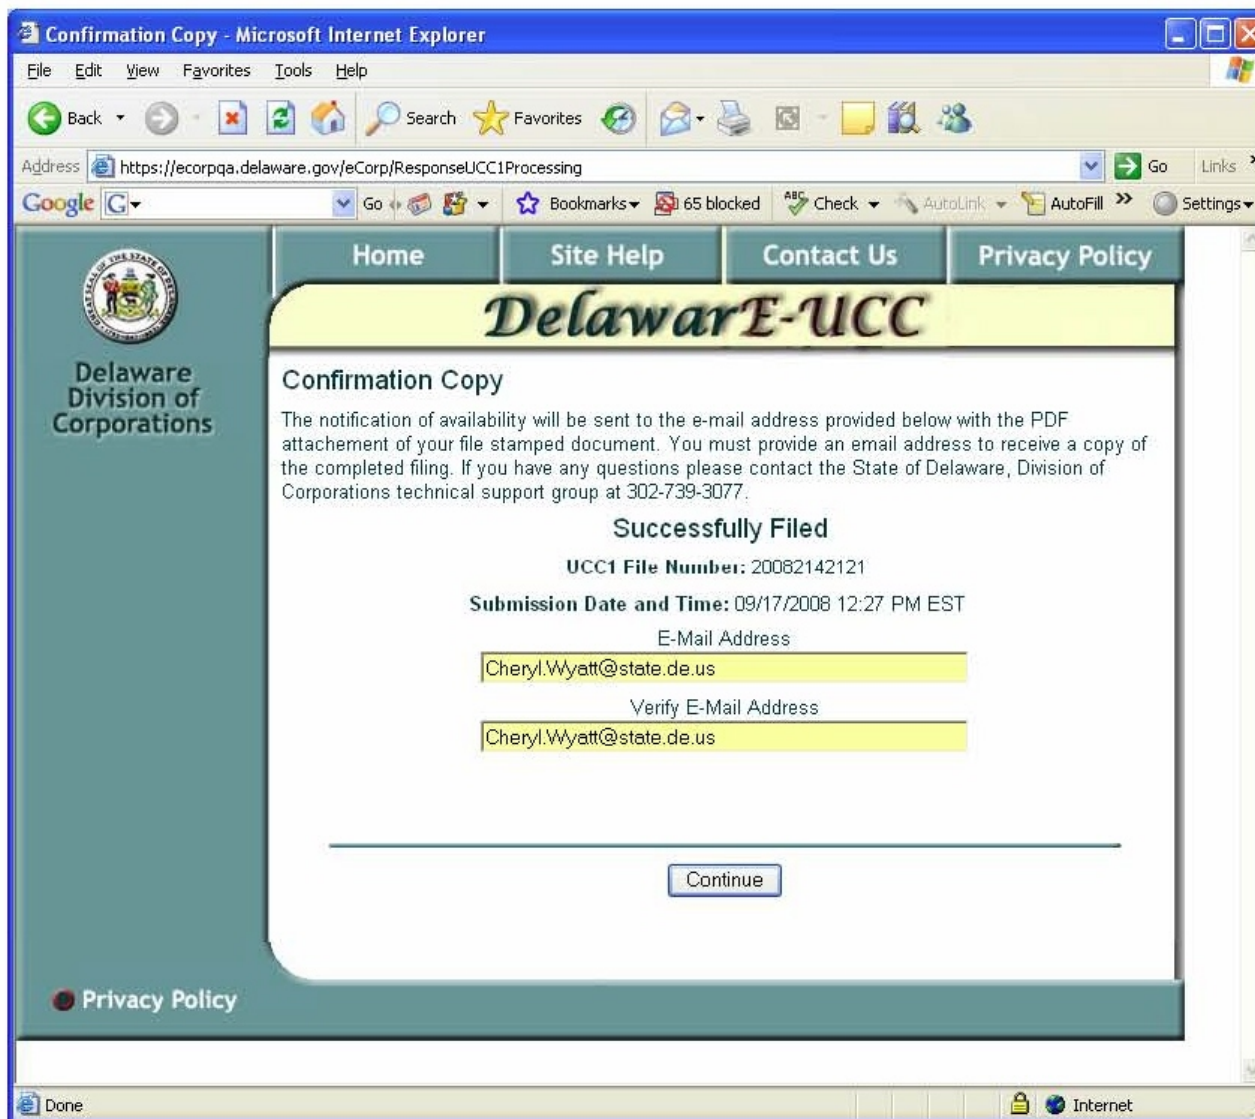 Confirmation Copy - Microsoft Internet Explorer
File Edit View Favorites Tools Help
Back Search Favorites
Address https://ecorpqa.delaware.gov/eCorp/ResponseUCC1Processing Go Links »
Google G Go Bookmarks 65 blocked ABC Check AutoLink AutoFill » Settings
Home Site Help Contact Us Privacy Policy
DelawarE-UCC
Delaware
Division of
Corporations
Confirmation Copy
The notification of availability will be sent to the e-mail address provided below with the PDF
attachement of your file stamped document. You must provide an email address to receive a copy of
the completed filing. If you have any questions please contact the State of Delaware, Division of
Corporations technical support group at 302-739-3077.
Successfully Filed
UCC1 File Number: 20082142121
Submission Date and Time: 09/17/2008 12:27 PM EST
E-Mail Address
Cheryl.Wyatt@state.de.us
Verify E-Mail Address
Cheryl.Wyatt@state.de.us
Continue
Privacy Policy
Done Internet